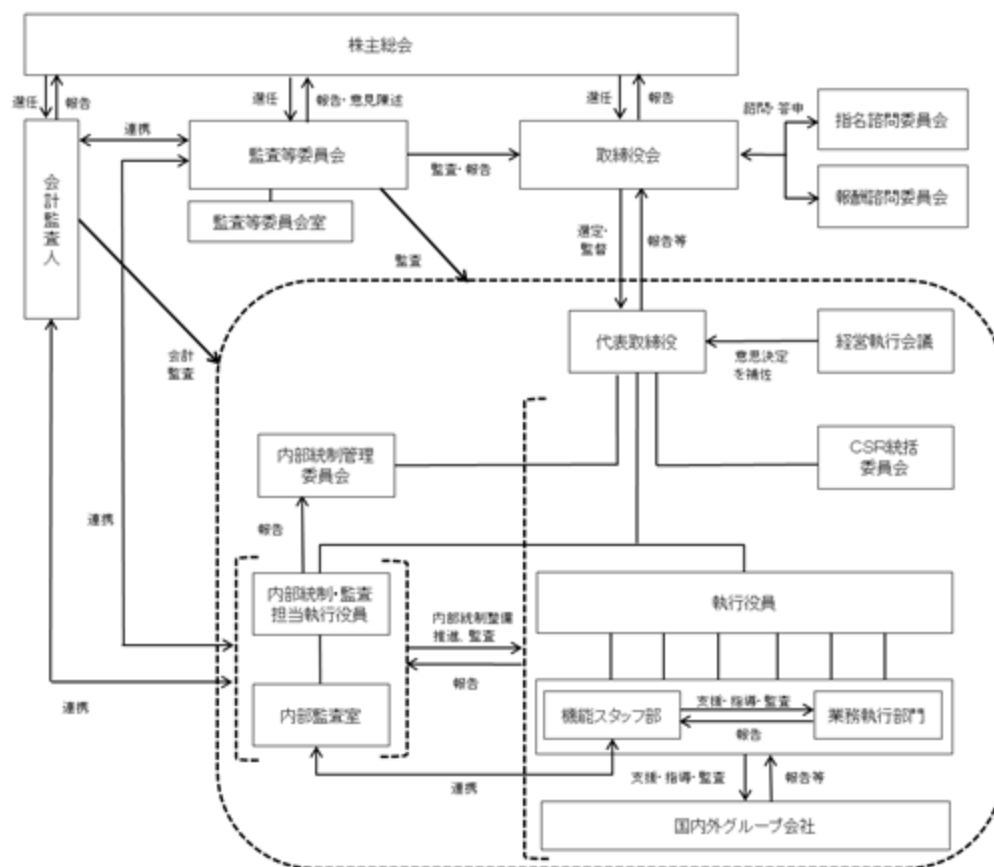 株主総会
選任
報告
選任
報告・意見陳述
選任
報告
諮問・答申
指名諮問委員会
会計監査人
連携
監査等委員会
監査・報告
取締役会
報酬諮問委員会
監査等委員会室
監査
選定・
監督
報告等
代表取締役
経営執行会議
会計
監査
意思決定
を補佐
内部統制管理
委員会
CSR統括
委員会
連携
報告
内部統制・監査
担当執行役員
執行役員
内部統制整備
推進、監査
報告
連携
内部監査室
機能スタッフ部
支援・指導・監査
報告
業務執行部門
連携
支援・指導・監査
報告等
国内外グループ会社